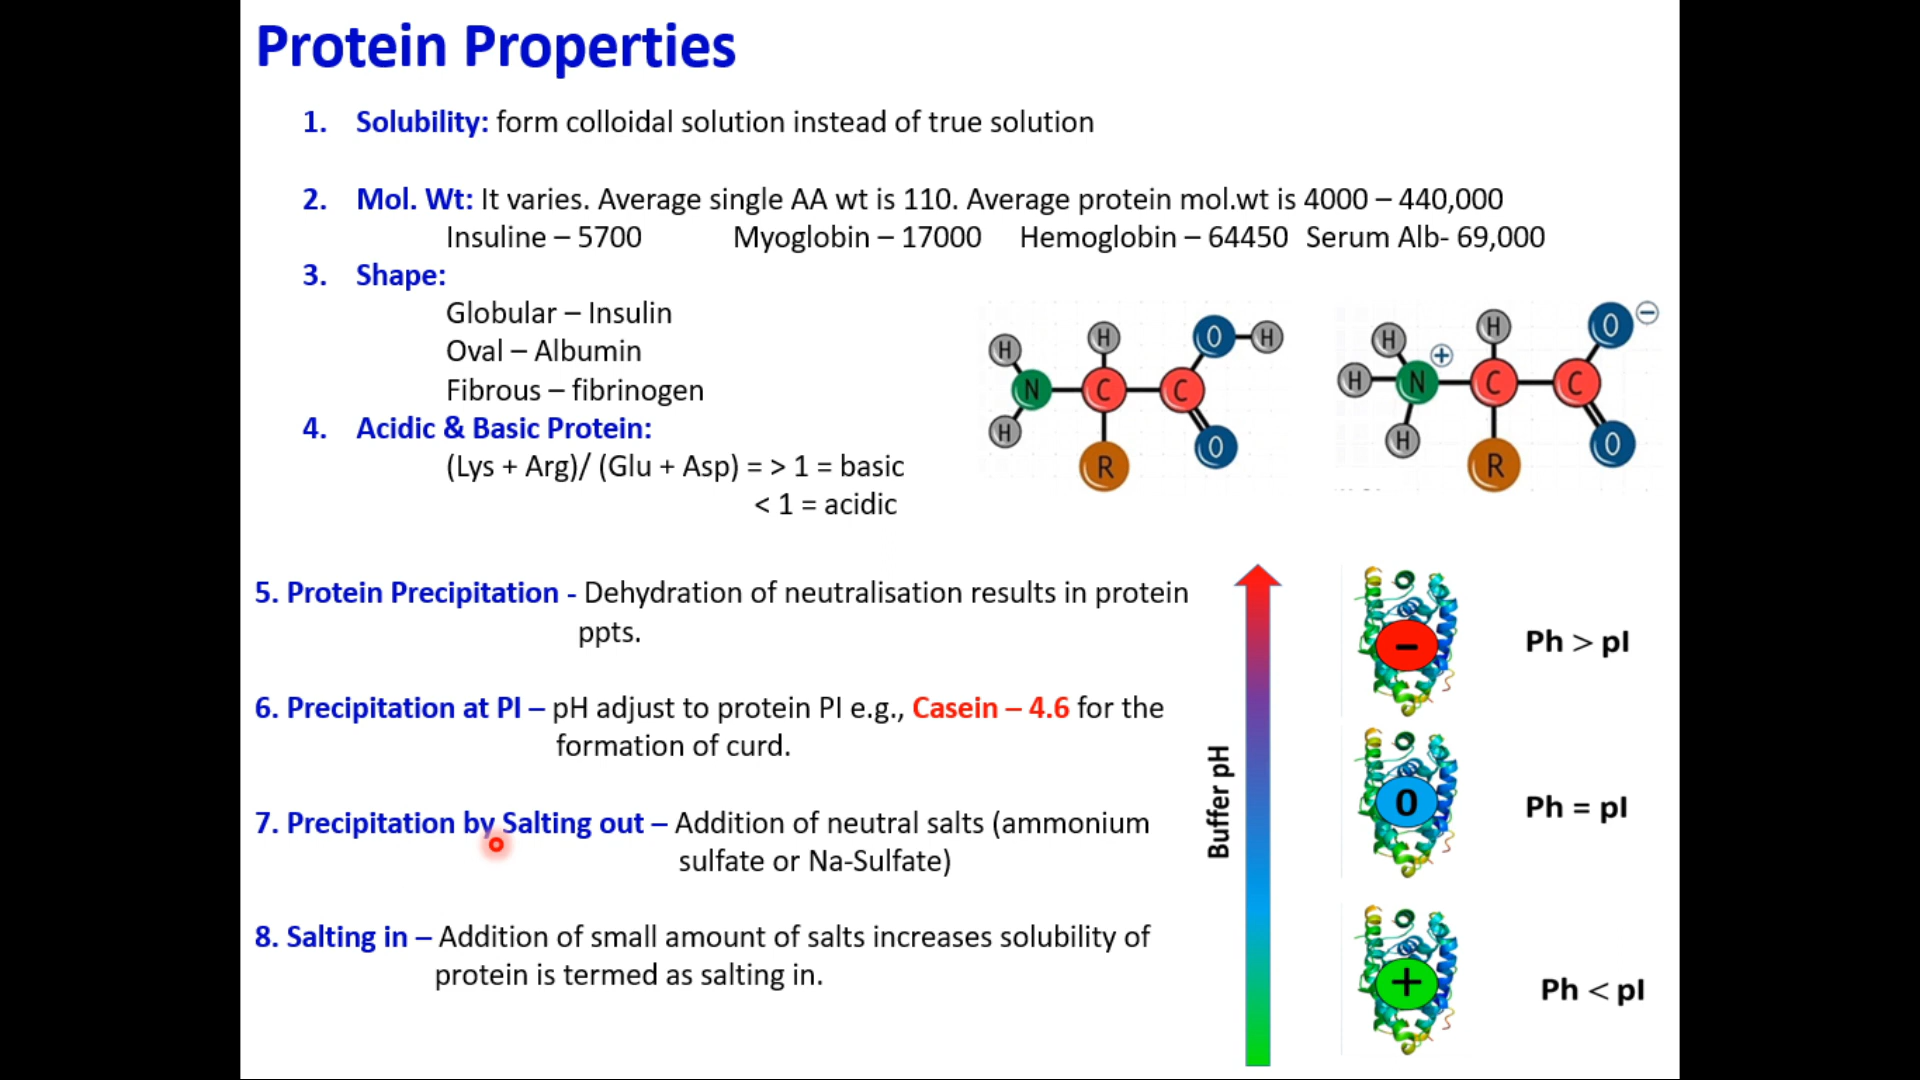 Protein Properties
1. Solubility: form colloidal solution instead of true solution
2. Mol. Wt: It varies. Average single AA wt is 110. Average protein mol.wt is 4000 – 440,000
Insuline – 5700 Myoglobin – 17000 Hemoglobin – 64450 Serum Alb- 69,000
3. Shape:
Globular – Insulin
Oval – Albumin
Fibrous – fibrinogen
4. Acidic & Basic Protein:
(Lys + Arg)/ (Glu + Asp) = > 1 = basic
< 1 = acidic
H H O H
N C C
H R O
H H + O −
H N C C
H R O
5. Protein Precipitation - Dehydration of neutralisation results in protein
ppts.
6. Precipitation at PI – pH adjust to protein PI e.g., Casein – 4.6 for the
formation of curd.
7. Precipitation by Salting out – Addition of neutral salts (ammonium
sulfate or Na-Sulfate)
8. Salting in – Addition of small amount of salts increases solubility of
protein is termed as salting in.
Buffer pH
− Ph > pI
0 Ph = pI
+ Ph < pI